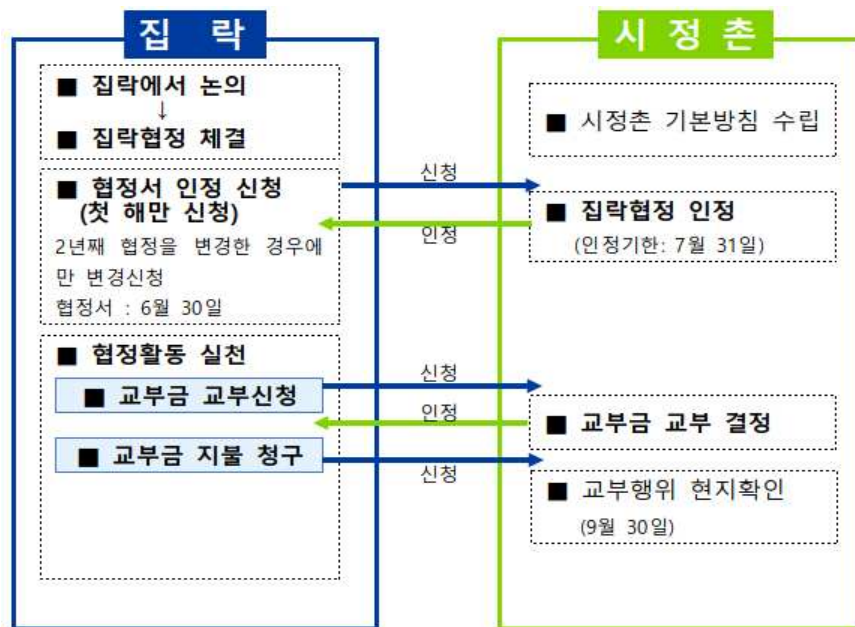 집 락
■ 집락에서 논의
↓
■ 집락협정 체결
■ 협정서 인정 신청
(첫 해만 신청)
2년째 협정을 변경한 경우에
만 변경신청
협정서 : 6월 30일
■ 협정활동 실천
■ 교부금 교부신청
■ 교부금 지불 청구
신청
인정
신청
인정
신청
시 정 촌
■ 시정촌 기본방침 수립
■ 집락협정 인정
(인정기한: 7월 31일)
■ 교부금 교부 결정
■ 교부행위 현지확인
(9월 30일)